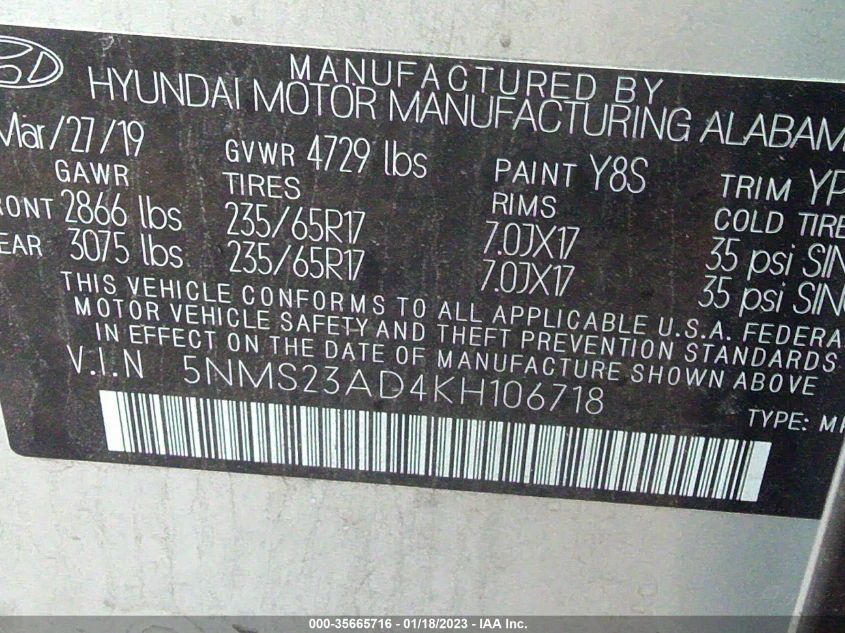 MANUFACTURED BY
HYUNDAI MOTOR MANUFACTURING ALABAM
Mar/27/19 GVWR 4729 lbs PAINT Y8S TRIM YP
GAWR TIRES RIMS COLD TIRE
RONT 2866 lbs 235/65R17 7.0JX17 35 psi SIN
EAR 3075 lbs 235/65R17 7.0JX17 35 psi SING
THIS VEHICLE CONFORMS TO ALL APPLICABLE U.S.A. FEDERA
MOTOR VEHICLE SAFETY AND THEFT PREVENTION STANDARDS
IN EFFECT ON THE DATE OF MANUFACTURE SHOWN ABOVE
V.I.N 5NMS23AD4KH106718
TYPE: MP
000-35665716 - 01/18/2023 - IAA Inc.